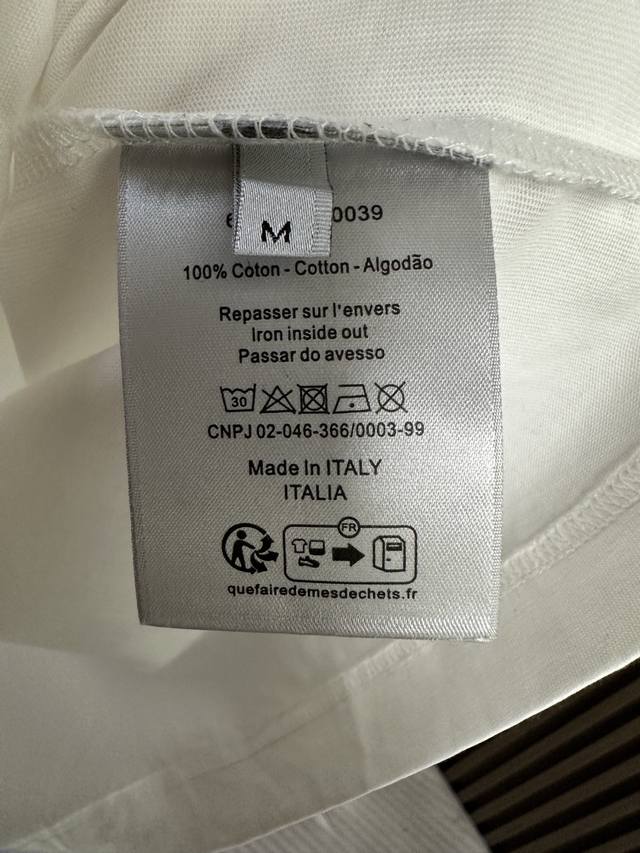 0039
M
100% Coton - Cotton - Algodão
Repasser sur l'envers
Iron inside out
Passar do avesso
30
CNPJ 02-046-366/0003-99
Made In ITALY
ITALIA
FR
quefairedemesdechets.fr